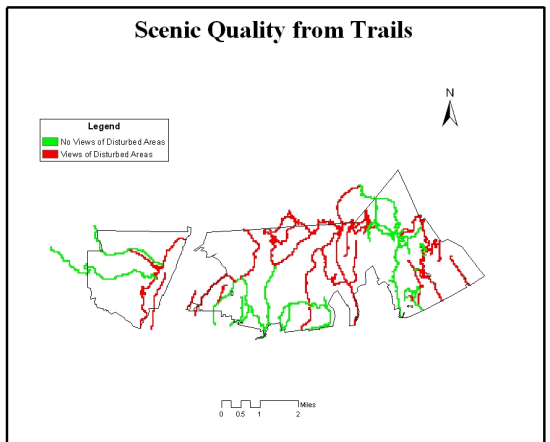 Scenic Quality from Trails
N
Legend
No Views of Disturbed Areas
Views of Disturbed Areas
Miles
0 0.5 1 2